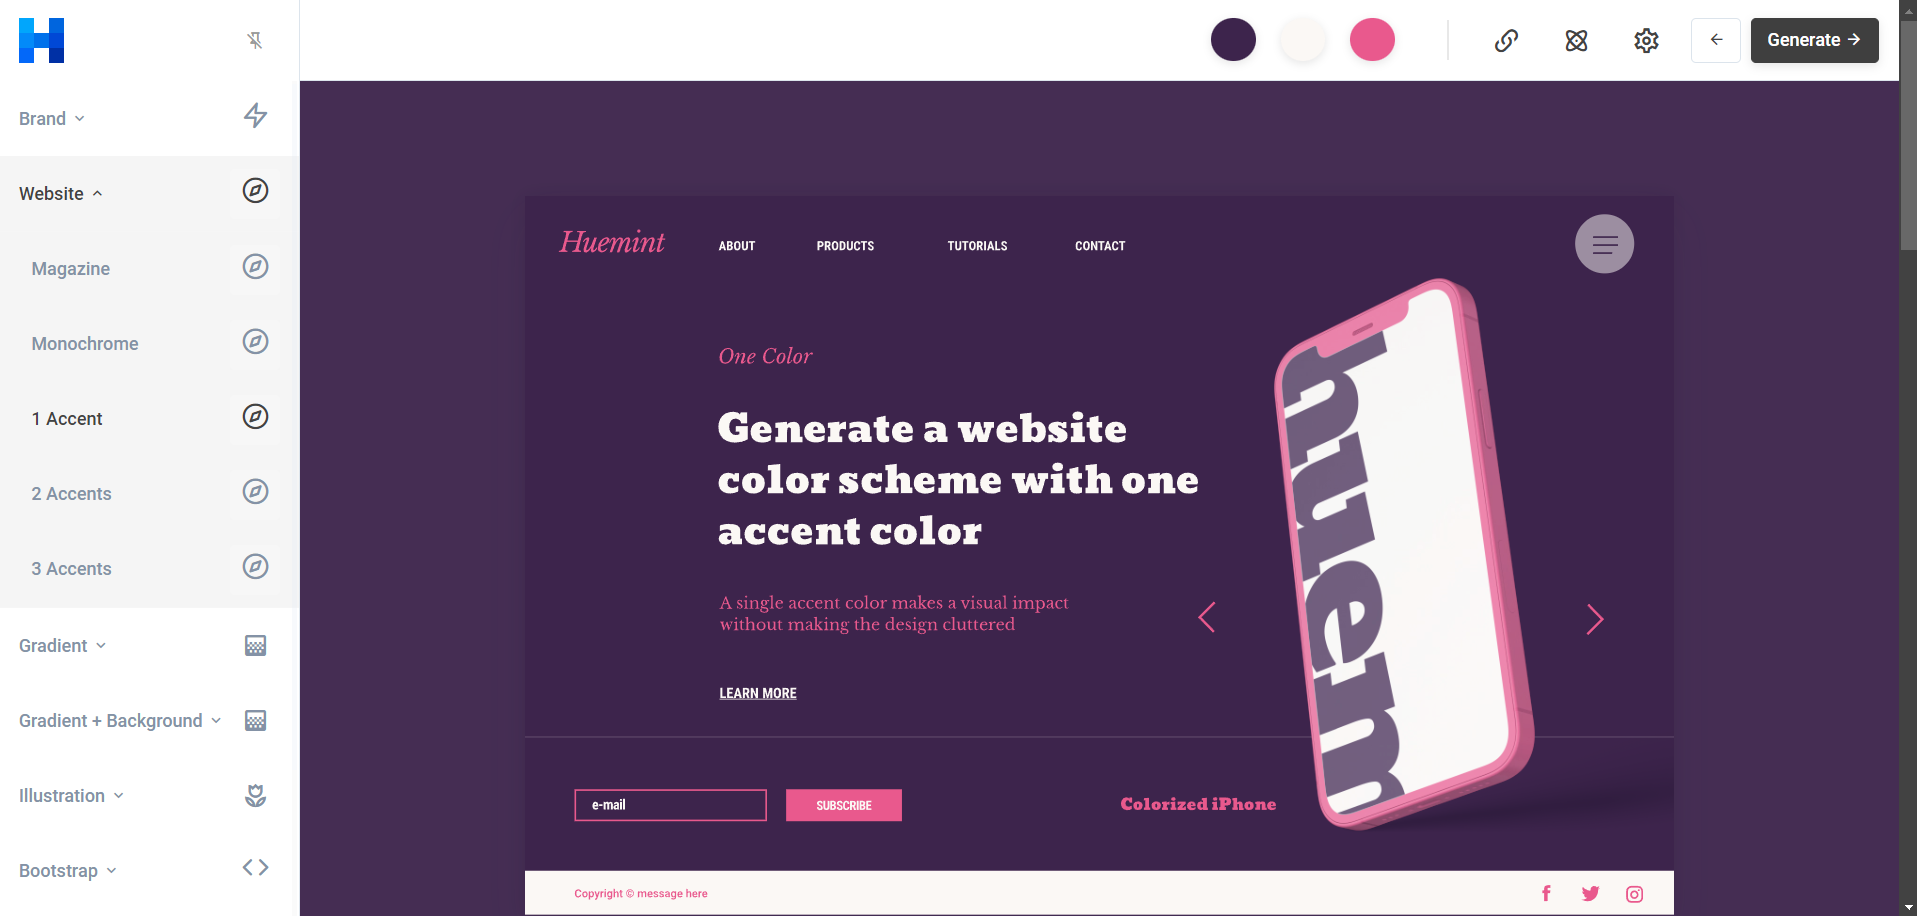 Generate
Brand
Website
Magazine
Monochrome
1 Accent
2 Accents
3 Accents
Gradient
Gradient + Background
Illustration
Bootstrap
Huemint
ABOUT
PRODUCTS
TUTORIALS
CONTACT
One Color
Generate a website
color scheme with one
accent color
A single accent color makes a visual impact
without making the design cluttered
LEARN MORE
huem
e-mail
SUBSCRIBE
Colorized iPhone
Copyright © message here